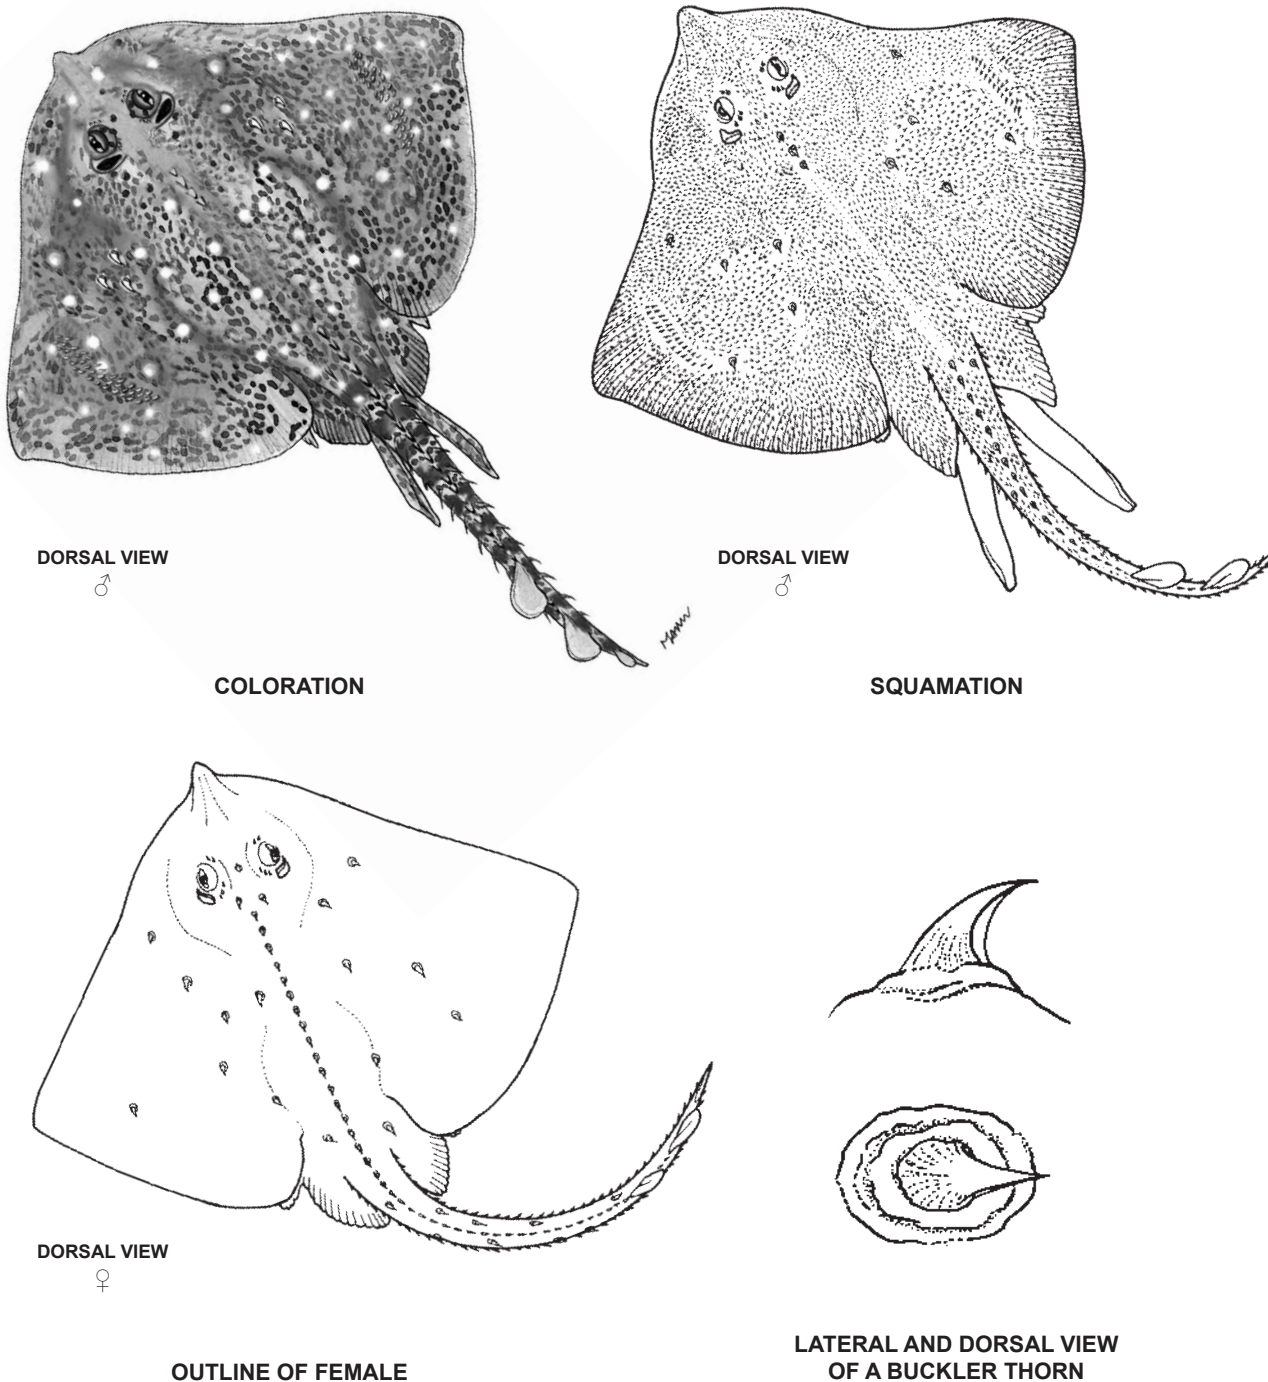 DORSAL VIEW
♂
COLORATION
DORSAL VIEW
♂
SQUAMATION
DORSAL VIEW
♀
OUTLINE OF FEMALE
LATERAL AND DORSAL VIEW
OF A BUCKLER THORN